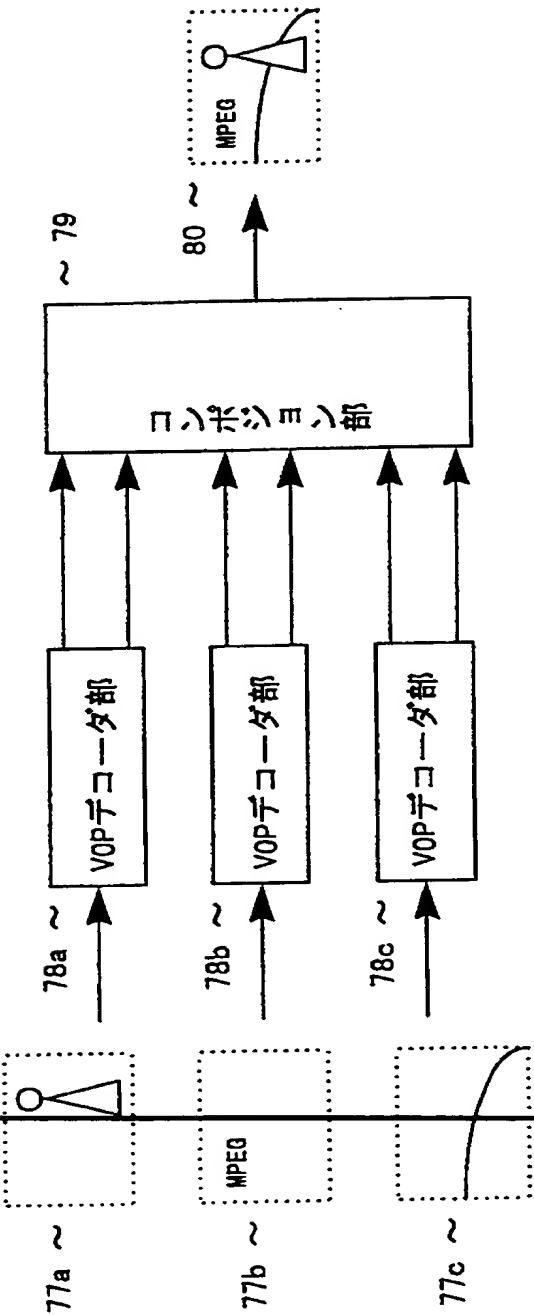 77a ~
MPEG
77b ~
77c ~
78a ~
VOPデコーダ部
78b ~
VOPデコーダ部
78c ~
VOPデコーダ部
コンポジション部
~ 79
80 ~
MPEG